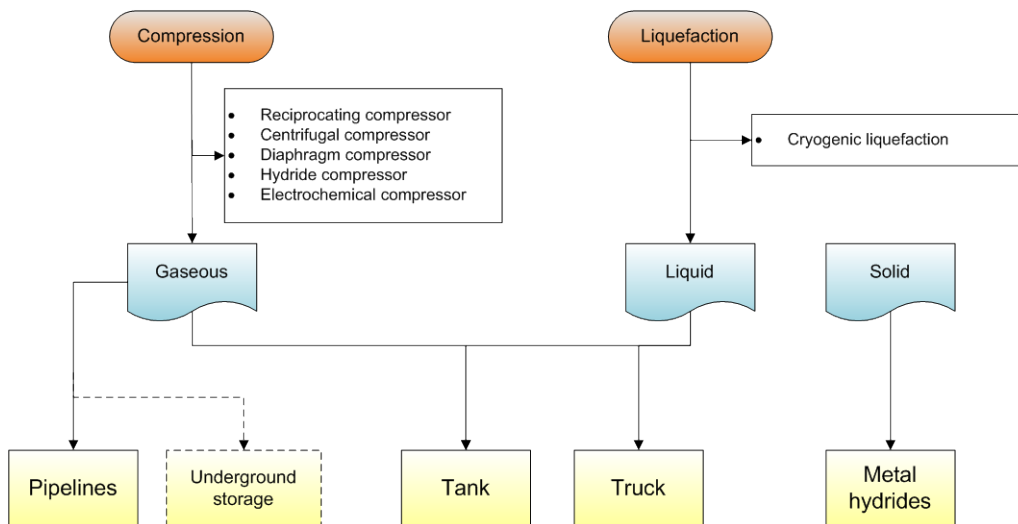 Compression
Liquefaction
• Reciprocating compressor
• Centrifugal compressor
• Diaphragm compressor
• Hydride compressor
• Electrochemical compressor
• Cryogenic liquefaction
Gaseous
Liquid
Solid
Pipelines
Underground
storage
Tank
Truck
Metal
hydrides